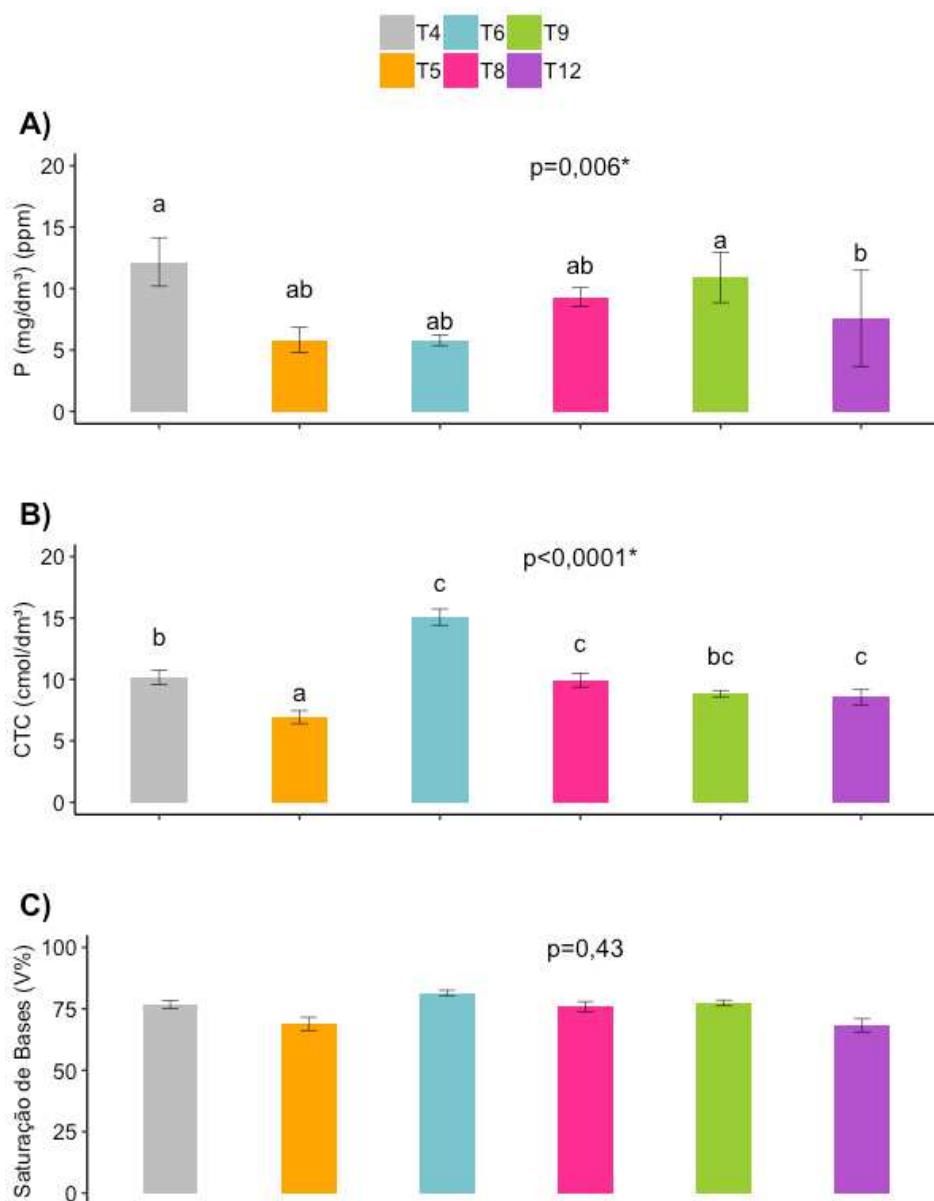 T4 T6 T9
T5 T8 T12
A)
20
p=0,006*
a
15
a
b
ab
ab
10
ab
5
0
P (mg/dm³) (ppm)
B)
20
p<0,0001*
c
15
b
c
bc
c
10
a
5
0
CTC (cmol/dm³)
C)
100
p=0,43
75
50
25
0
Saturação de Bases (V%)